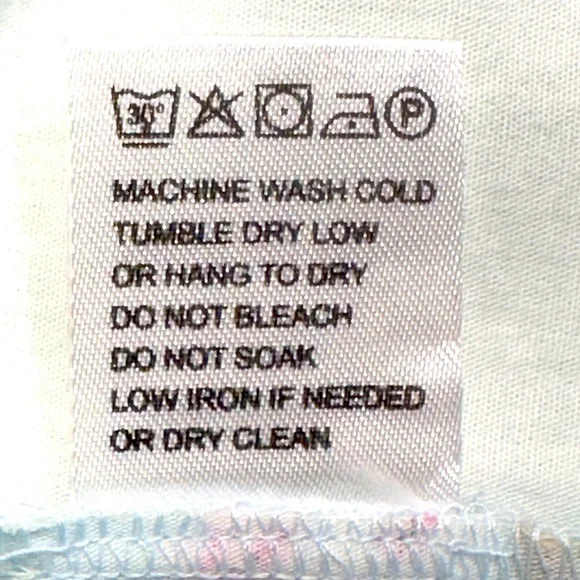 30° P
MACHINE WASH COLD
TUMBLE DRY LOW
OR HANG TO DRY
DO NOT BLEACH
DO NOT SOAK
LOW IRON IF NEEDED
OR DRY CLEAN